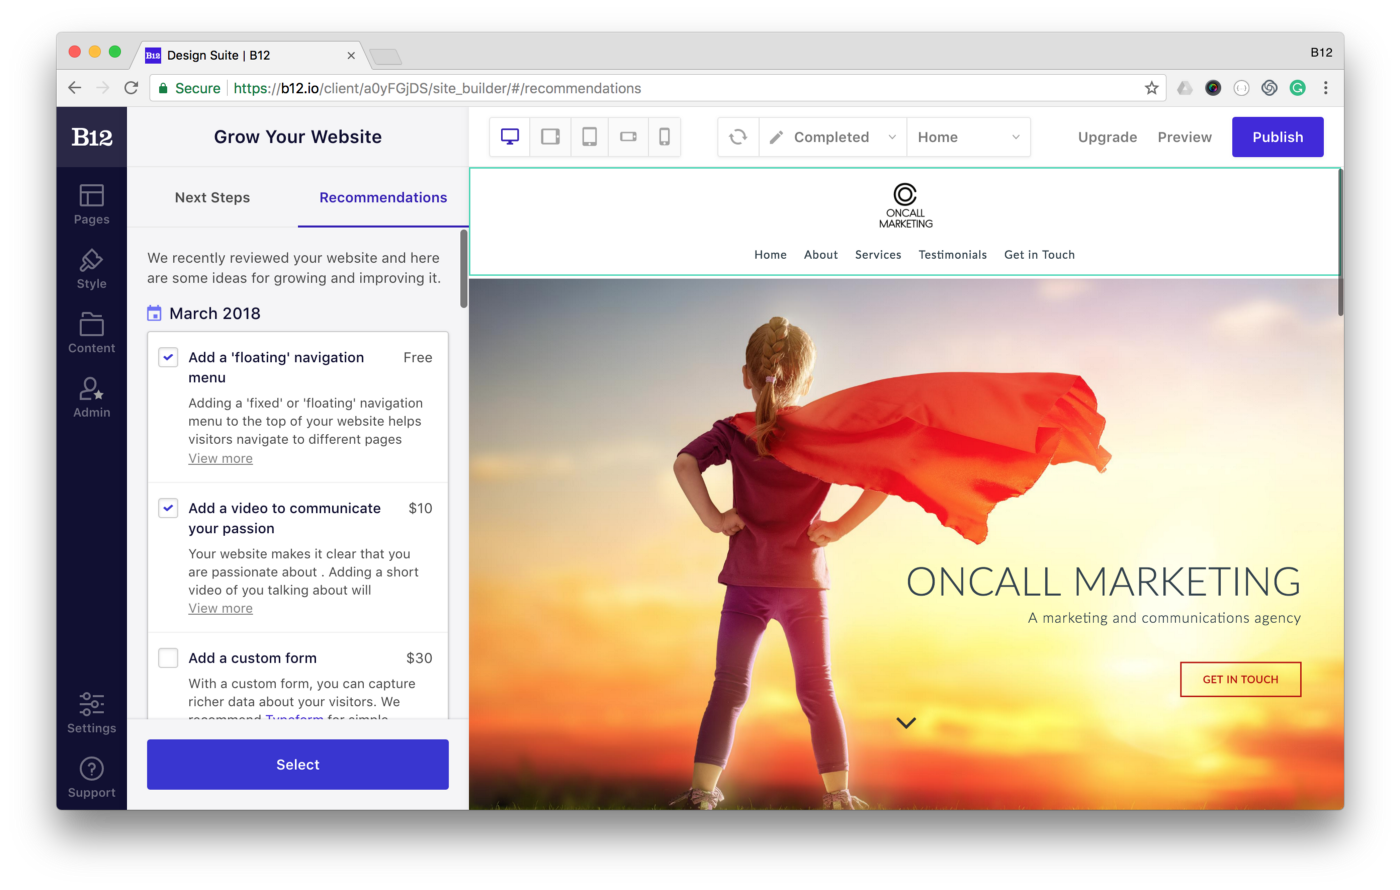 B12 Design Suite | B12
B12
Secure https://b12.io/client/a0yFGjDS/site_builder/#/recommendations
B12
Pages
Style
Content
Admin
Settings
Support
Grow Your Website
Next Steps Recommendations
We recently reviewed your website and here
are some ideas for growing and improving it.
March 2018
Add a 'floating' navigation Free
menu
Adding a 'fixed' or 'floating' navigation
menu to the top of your website helps
visitors navigate to different pages
View more
Add a video to communicate $10
your passion
Your website makes it clear that you
are passionate about . Adding a short
video of you talking about will
View more
Add a custom form $30
With a custom form, you can capture
richer data about your visitors. We
recommend Typeform for simple
Select
Completed Home Upgrade Preview Publish
ONCALL
MARKETING
Home About Services Testimonials Get in Touch
ONCALL MARKETING
A marketing and communications agency
GET IN TOUCH